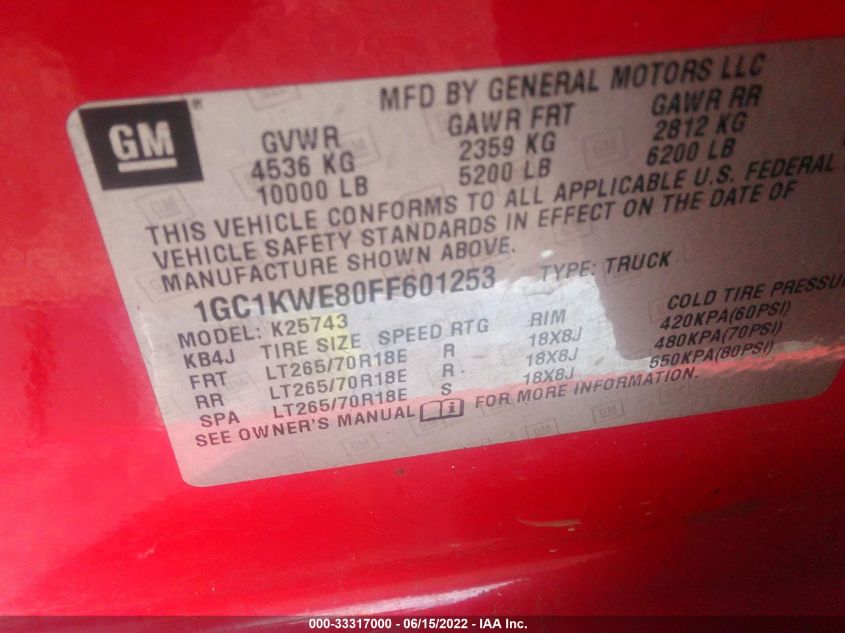 MFD BY GENERAL MOTORS LLC
GM®
GVWR GAWR FRT GAWR RR
4536 KG 2359 KG 2812 KG
10000 LB 5200 LB 6200 LB
THIS VEHICLE CONFORMS TO ALL APPLICABLE U.S. FEDERAL
VEHICLE SAFETY STANDARDS IN EFFECT ON THE DATE OF
MANUFACTURE SHOWN ABOVE.
1GC1KWE80FF601253 TYPE: TRUCK
MODEL: K25743
KB4J TIRE SIZE SPEED RTG RIM COLD TIRE PRESSU
FRT LT265/70R18E R 18X8J 420KPA(60PSI)
RR LT265/70R18E R 18X8J 480KPA(70PSI)
SPA LT265/70R18E S 18X8J 550KPA(80PSI)
SEE OWNER'S MANUAL FOR MORE INFORMATION.
000-33317000 - 06/15/2022 - IAA Inc.